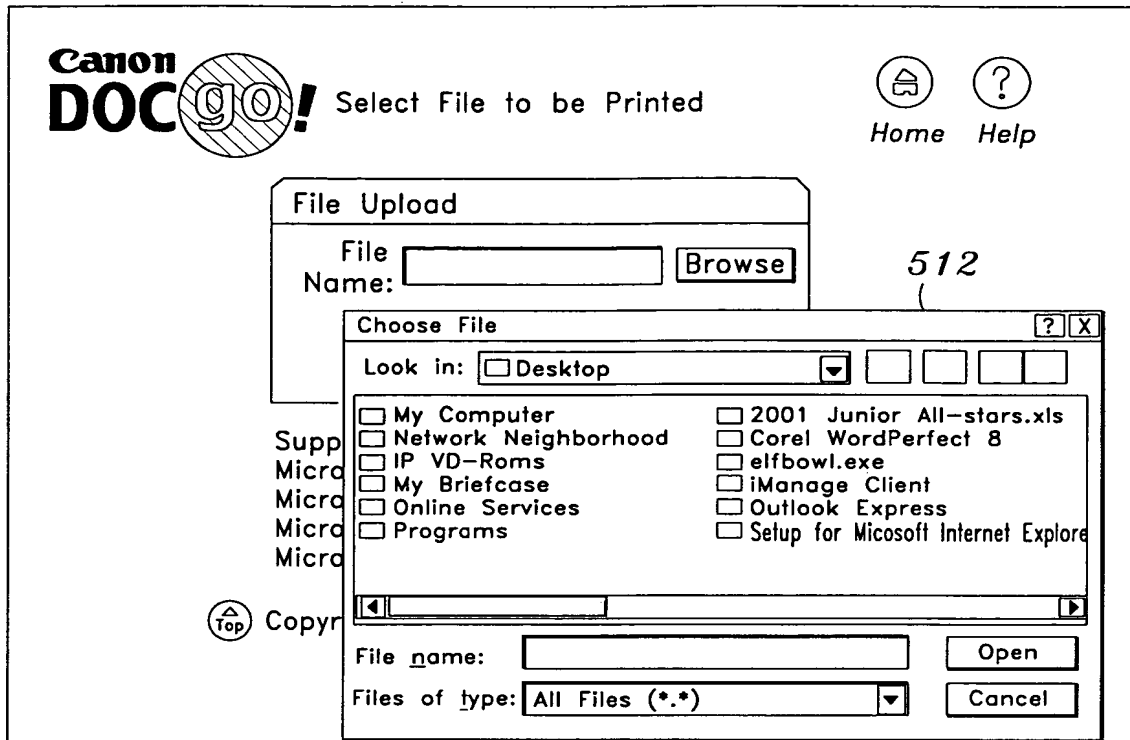 Canon
DOC go! Select File to be Printed
Home Help
File Upload
File Name:
Browse
512
Choose File
? X
Look in: Desktop
My Computer
Network Neighborhood
IP VD-Roms
My Briefcase
Online Services
Programs
2001 Junior All-stars.xls
Corel WordPerfect 8
elfbowl.exe
iManage Client
Outlook Express
Setup for Micosoft Internet Explore
Supp
Micro
Micro
Micro
Micro
Top Copyr
File name:
Open
Files of type: All Files (*.*)
Cancel